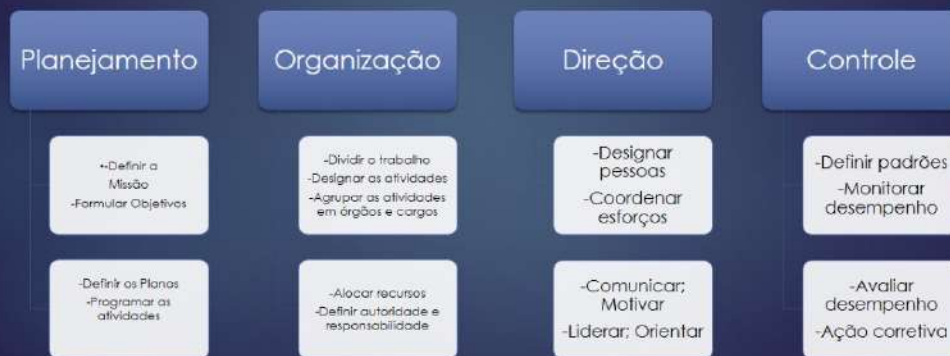 Planejamento
•-Definir a
Missão
-Formular Objetivos
-Definir os Planas
-Programar as
atividades
Organização
-Dividir o trabalho
-Designar as atividades
-Agrupar as atividades
em órgãos e cargos
-Alocar recursos
-Definir autoridade e
responsabilidade
Direção
-Designar
pessoas
-Coordenar
esforços
-Comunicar;
Motivar
-Liderar; Orientar
Controle
-Definir padrões
-Monitorar
desempenho
-Avaliar
desempenho
-Ação corretiva